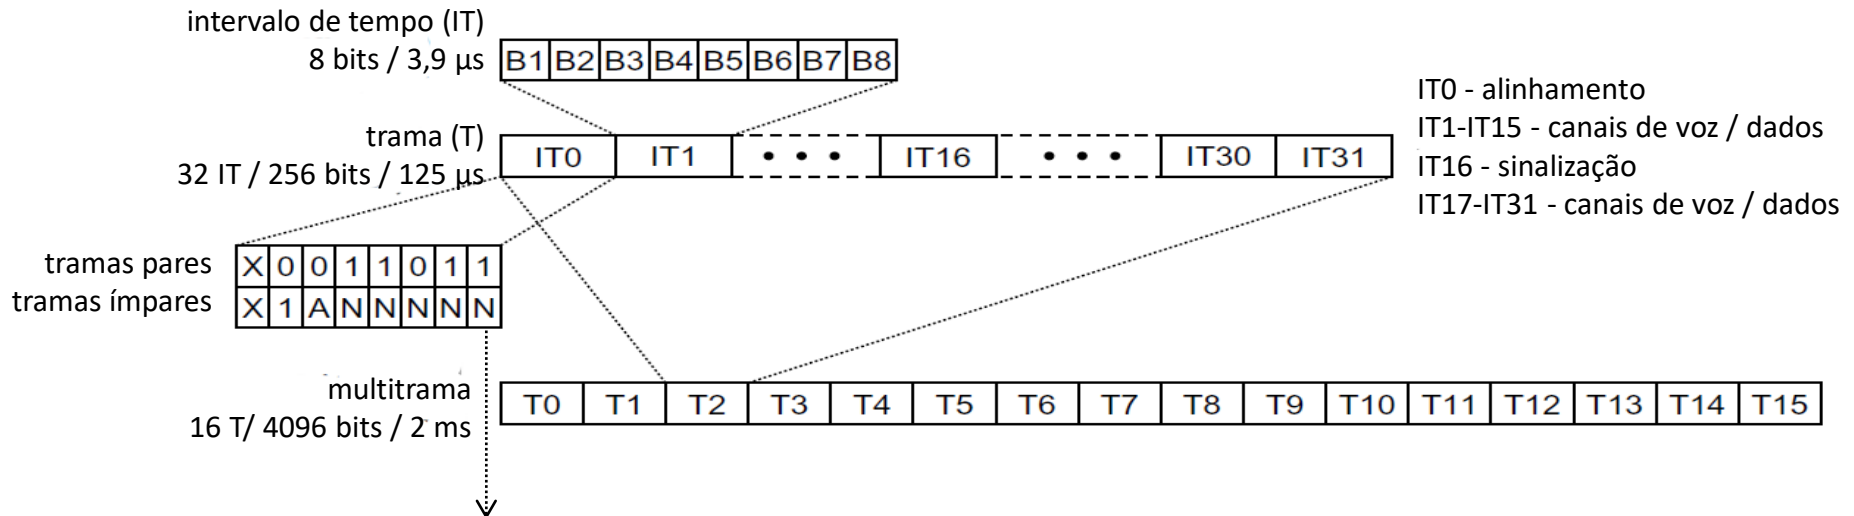 intervalo de tempo (IT)
8 bits / 3,9 µs
B1 B2 B3 B4 B5 B6 B7 B8
IT0 - alinhamento
IT1-IT15 - canais de voz / dados
IT16 - sinalização
IT17-IT31 - canais de voz / dados
trama (T)
32 IT / 256 bits / 125 µs
IT0 IT1 • • • IT16 • • • IT30 IT31
tramas pares
X 0 0 1 1 0 1 1
tramas ímpares
X 1 A N N N N N
multitrama
16 T/ 4096 bits / 2 ms
T0 T1 T2 T3 T4 T5 T6 T7 T8 T9 T10 T11 T12 T13 T14 T15